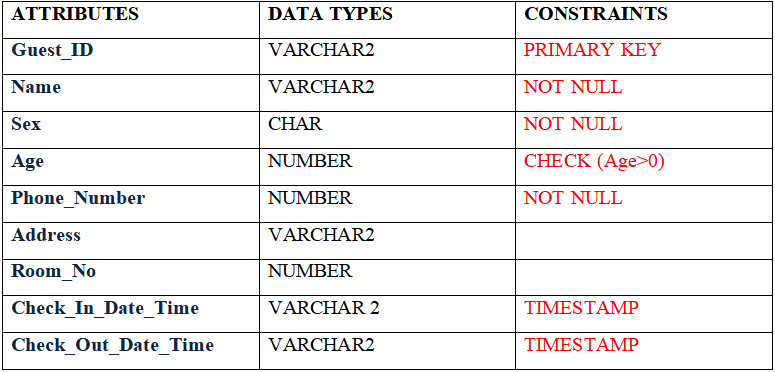 ATTRIBUTES DATA TYPES CONSTRAINTS
Guest_ID VARCHAR2 PRIMARY KEY
Name VARCHAR2 NOT NULL
Sex CHAR NOT NULL
Age NUMBER CHECK (Age>0)
Phone_Number NUMBER NOT NULL
Address VARCHAR2
Room_No NUMBER
Check_In_Date_Time VARCHAR 2 TIMESTAMP
Check_Out_Date_Time VARCHAR2 TIMESTAMP